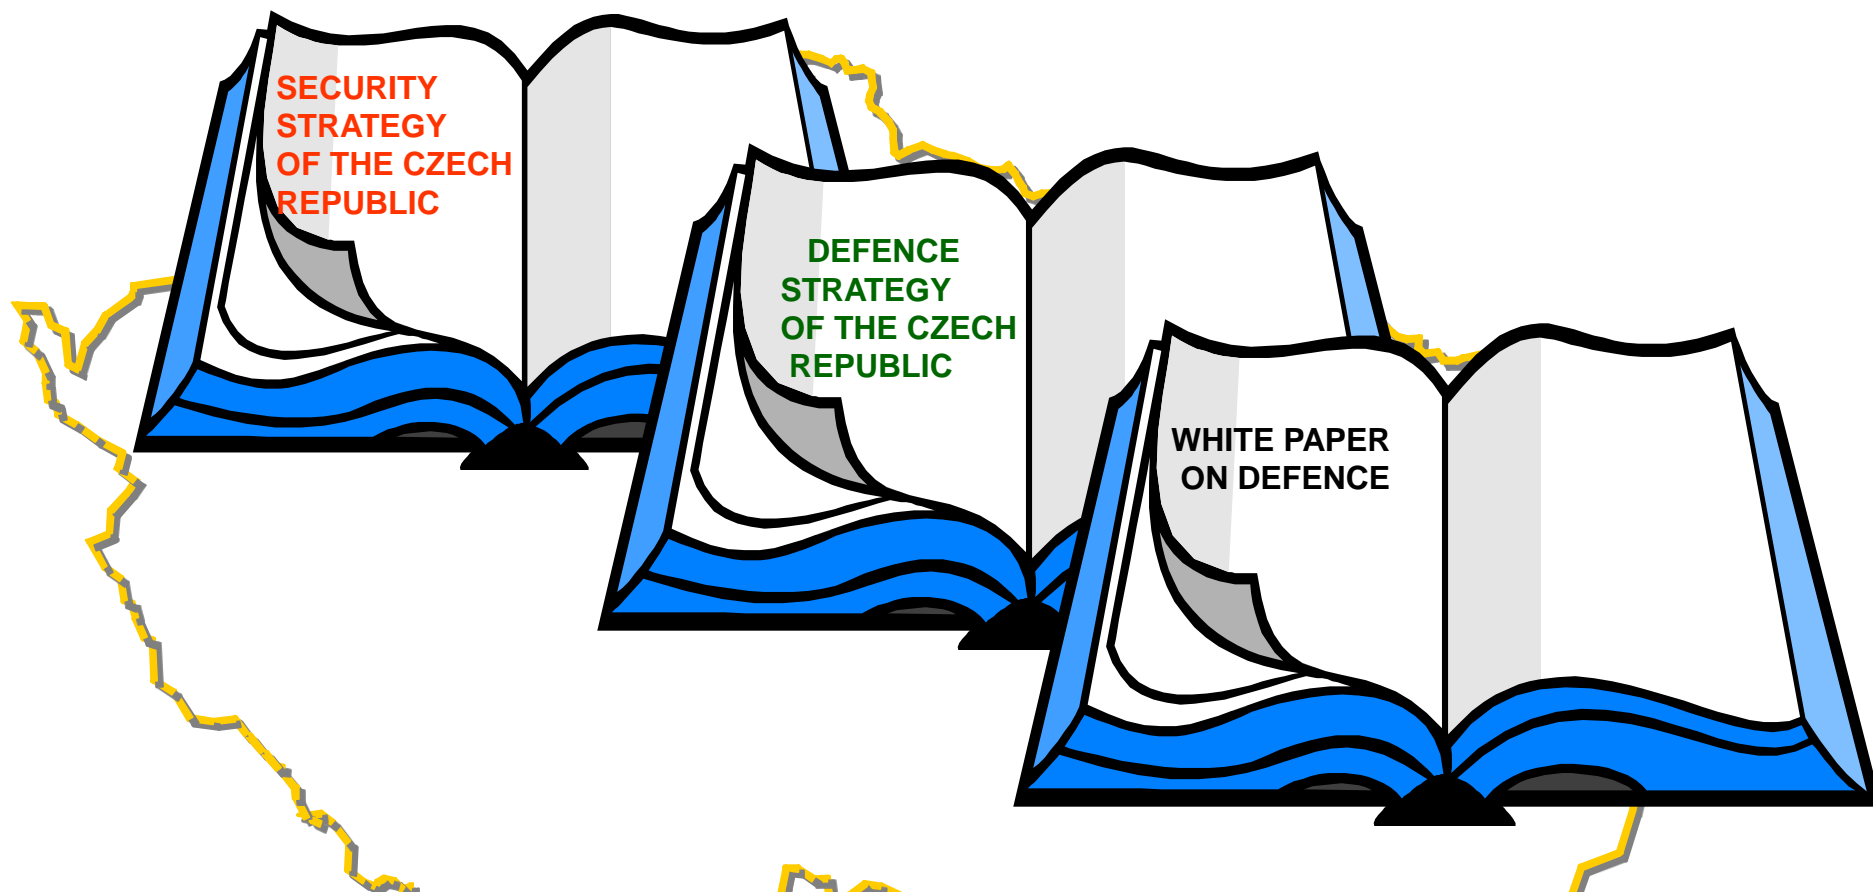 SECURITY
STRATEGY
OF THE CZECH
REPUBLIC
DEFENCE
STRATEGY
OF THE CZECH
REPUBLIC
WHITE PAPER
ON DEFENCE